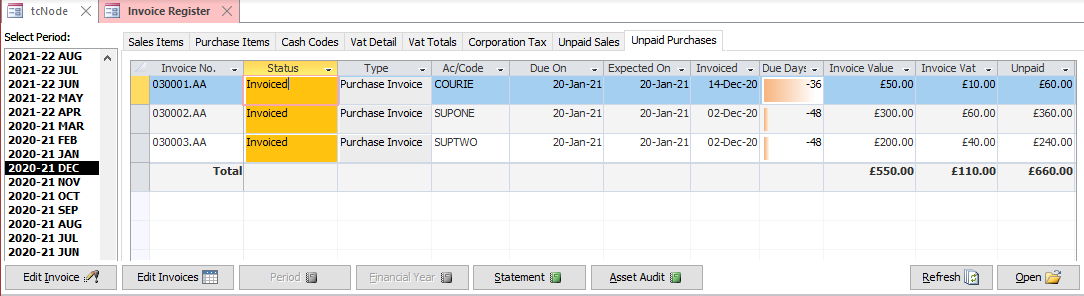 tcNode
Invoice Register
Select Period:
2021-22 AUG
2021-22 JUL
2021-22 JUN
2021-22 MAY
2021-22 APR
2020-21 MAR
2020-21 FEB
2020-21 JAN
2020-21 DEC
2020-21 NOV
2020-21 OCT
2020-21 SEP
2020-21 AUG
2020-21 JUL
2020-21 JUN
Sales Items Purchase Items Cash Codes Vat Detail Vat Totals Corporation Tax Unpaid Sales Unpaid Purchases
Invoice No. Status Type Ac/Code Due On Expected On Invoiced Due Days Invoice Value Invoice Vat Unpaid
030001.AA Invoiced Purchase Invoice COURIE 20-Jan-21 20-Jan-21 14-Dec-20 -36 £50.00 £10.00 £60.00
030002.AA Invoiced Purchase Invoice SUPONE 20-Jan-21 20-Jan-21 02-Dec-20 -48 £300.00 £60.00 £360.00
030003.AA Invoiced Purchase Invoice SUPTWO 20-Jan-21 20-Jan-21 02-Dec-20 -48 £200.00 £40.00 £240.00
Total £550.00 £110.00 £660.00
Edit Invoice Edit Invoices Period Financial Year Statement Asset Audit Refresh Open